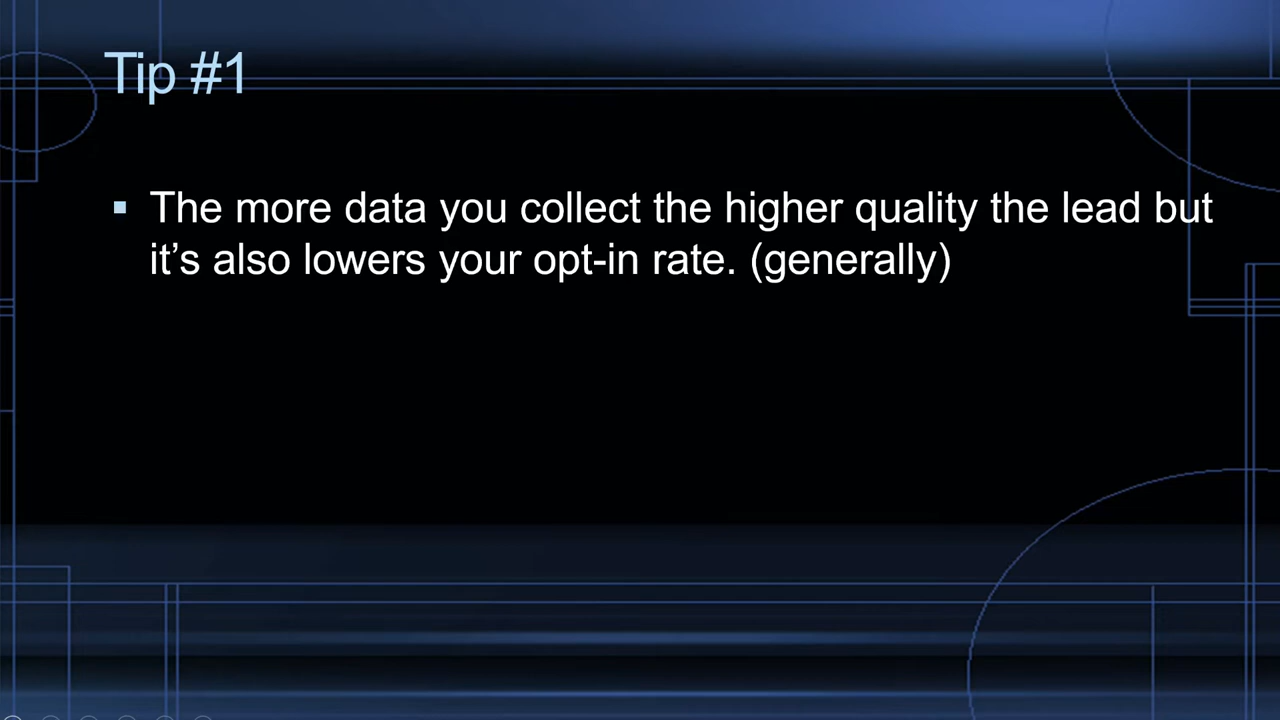 Tip #1
▪ The more data you collect the higher quality the lead but
it’s also lowers your opt-in rate. (generally)